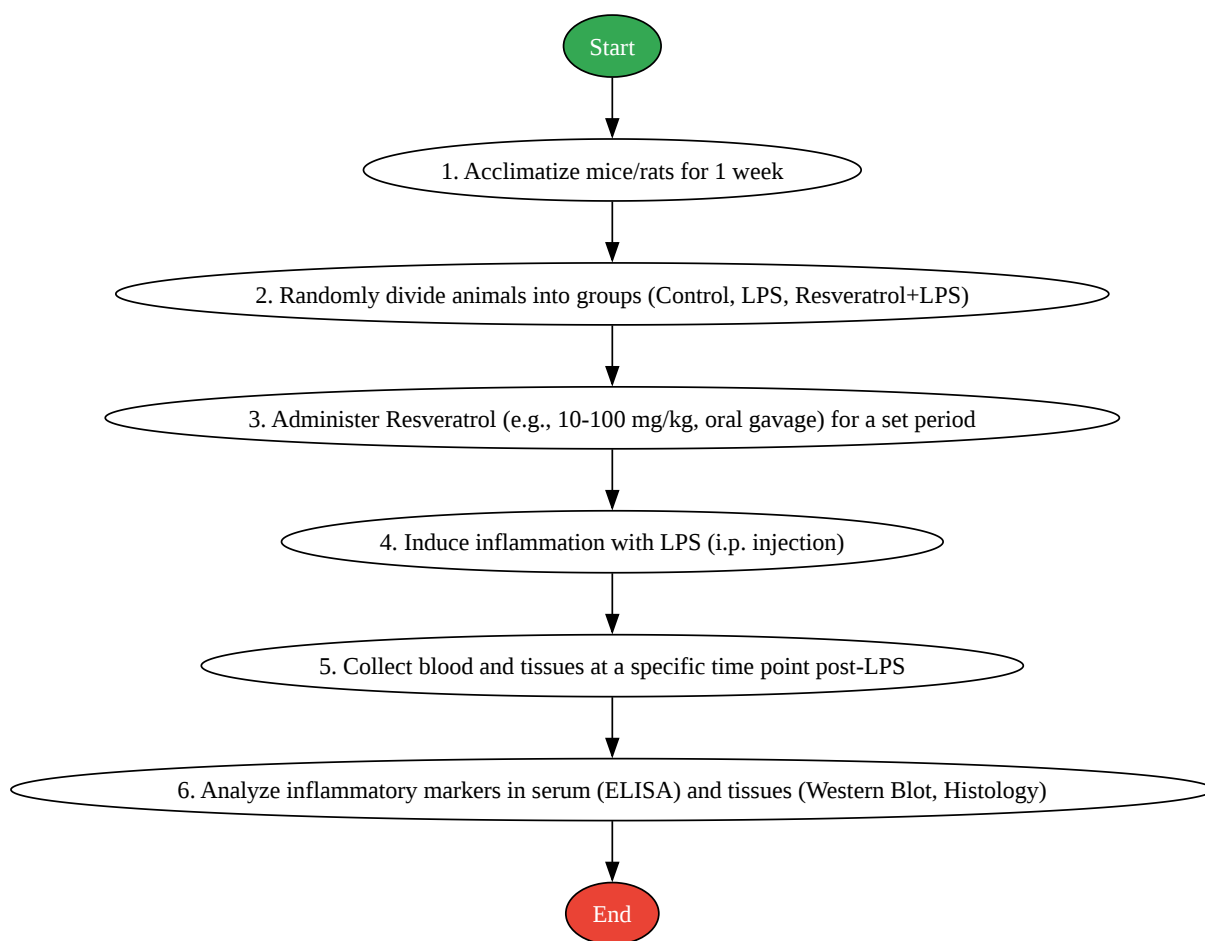 Start
1. Acclimatize mice/rats for 1 week
2. Randomly divide animals into groups (Control, LPS, Resveratrol+LPS)
3. Administer Resveratrol (e.g., 10-100 mg/kg, oral gavage) for a set period
4. Induce inflammation with LPS (i.p. injection)
5. Collect blood and tissues at a specific time point post-LPS
6. Analyze inflammatory markers in serum (ELISA) and tissues (Western Blot, Histology)
End